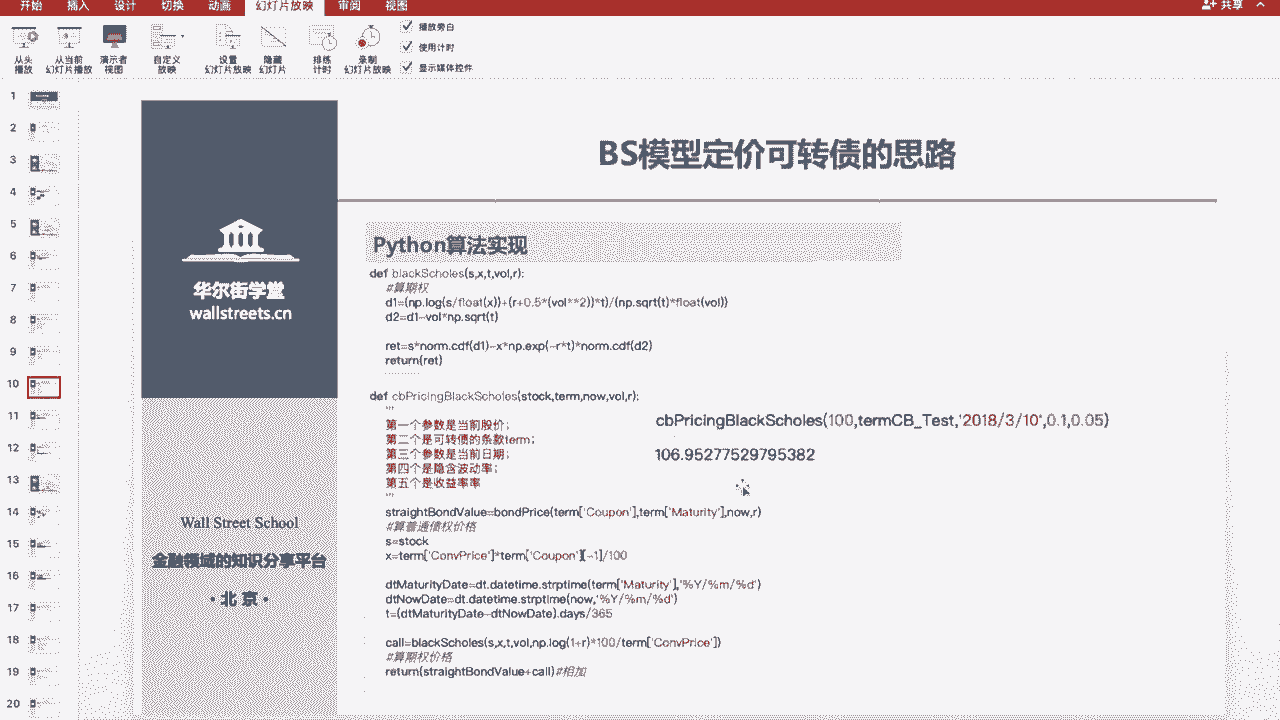 开始 插入 设计 切换 动画 幻灯片放映 审阅 视图 共享
从头播放
从当前幻灯片播放
演示者视图
自定义放映
设置幻灯片放映
隐藏幻灯片
排练计时
录制幻灯片放映
播放旁白
使用计时
显示媒体控件
1
2
3
4
5
6
7
8
9
10
11
12
13
14
15
16
17
18
19
20
华尔街学堂
wallstreets.cn
Wall Street School
金融领域的知识分享平台
·北京·
BS模型定价可转债的思路
Python算法实现
def blackScholes(s,x,t,vol,r):
#算期权
d1=(np.log(s/float(x))+(r+0.5*(vol**2))*t)/(np.sqrt(t)*float(vol))
d2=d1-vol*np.sqrt(t)
ret=s*norm.cdf(d1)-x*np.exp(-r*t)*norm.cdf(d2)
return(ret)
def cbPricingBlackScholes(stock,term,now,vol,r):
'''
第一个参数是当前股价;
第二个是可转债的条款term;
第三个参数是当前日期;
第四个是隐含波动率;
第五个是收益率率
'''
straightBondValue=bondPrice(term['Coupon'],term['Maturity'],now,r)
#算普通债权价格
s=stock
x=term['ConvPrice']*term['Coupon'][-1]/100
dtMaturityDate=dt.datetime.strptime(term['Maturity'],'%Y/%m/%d')
dtNowDate=dt.datetime.strptime(now,'%Y/%m/%d')
t=(dtMaturityDate-dtNowDate).days/365
call=blackScholes(s,x,t,vol,np.log(1+r)*100/term['ConvPrice'])
#算期权价格
return(straightBondValue+call)#相加
cbPricingBlackScholes(100,termCB_Test,'2018/3/10',0.1,0.05)
106.95277529795382